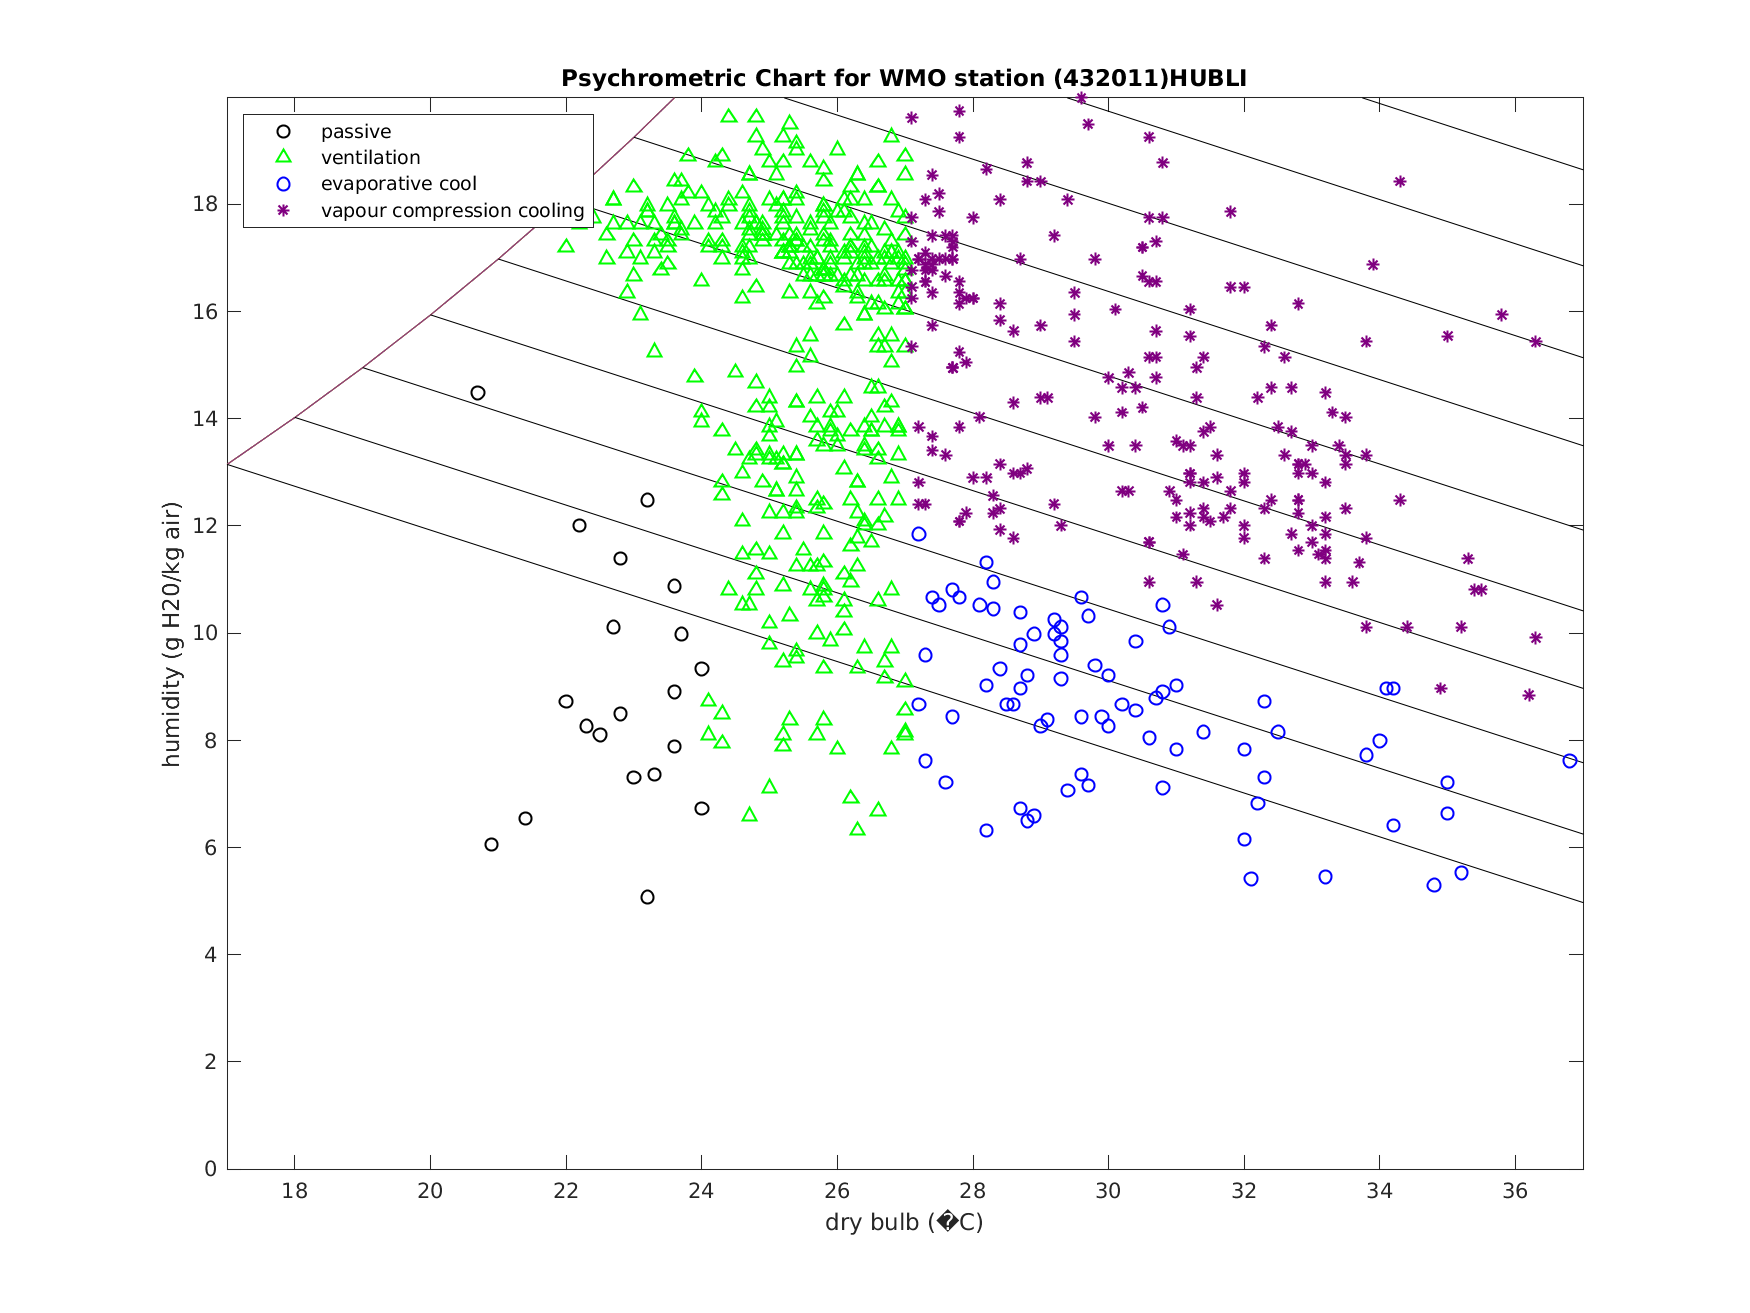 Psychrometric Chart for WMO station (432011)HUBLI
passive
ventilation
evaporative cool
vapour compression cooling
humidity (g H20/kg air)
18
16
14
12
10
8
6
4
2
0
18 20 22 24 26 28 30 32 34 36
dry bulb (�C)